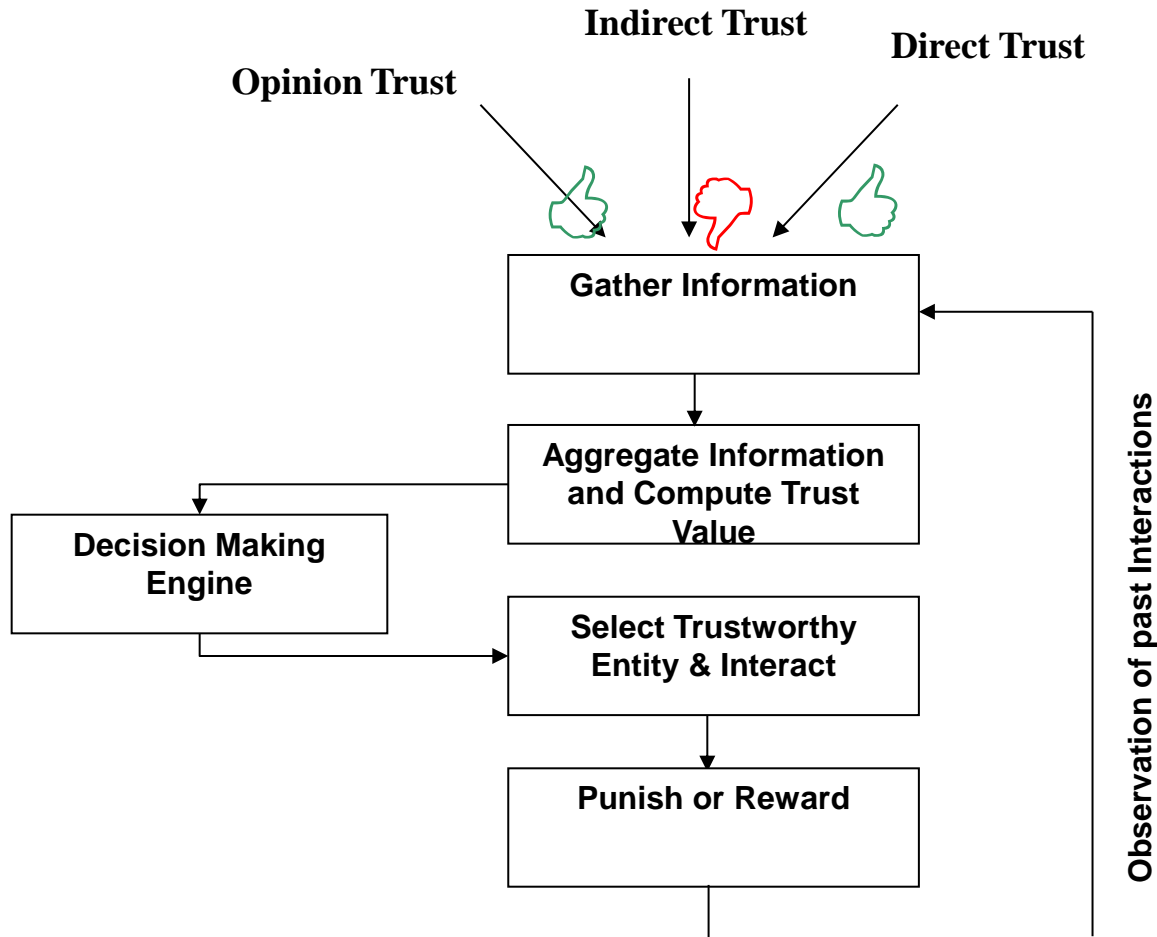 Indirect Trust
Direct Trust
Opinion Trust
Gather Information
Aggregate Information
and Compute Trust
Value
Decision Making
Engine
Select Trustworthy
Entity & Interact
Punish or Reward
Observation of past Interactions